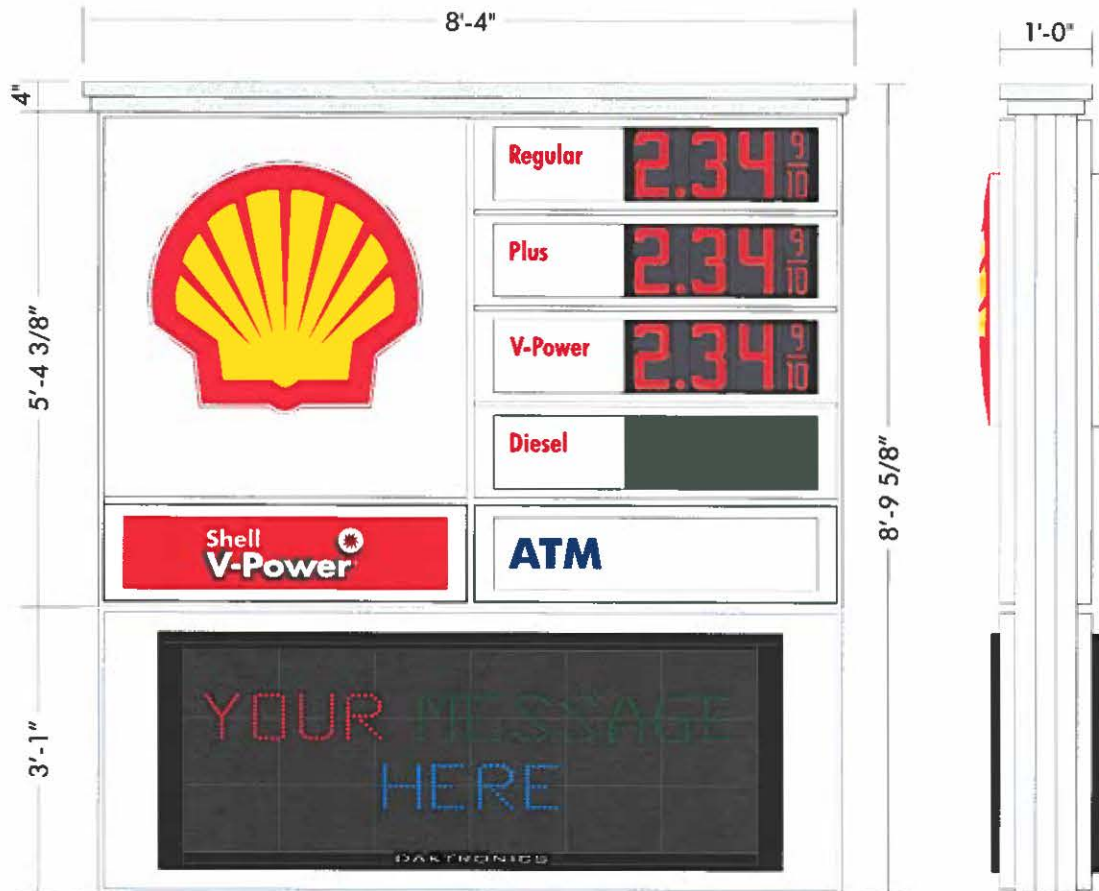 8'-4"
1'-0"
4"
5'-4 3/8"
3'-1"
8'-9 5/8"
Regular 2.34 9/10
Plus 2.34 9/10
V-Power 2.34 9/10
Diesel
Shell
V-Power
ATM
YOUR MESSAGE
HERE
DAKTRONICS